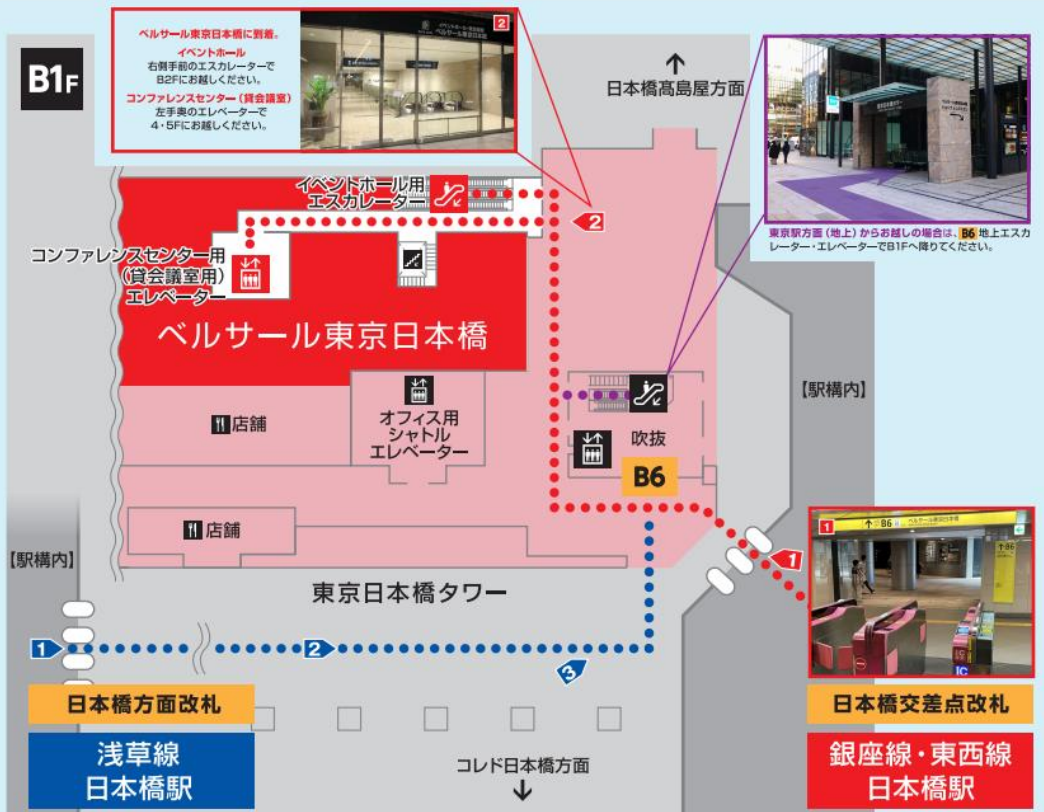 B1F
ベルサール東京日本橋に到着。
イベントホール
右側手前のエスカレーターで
B2Fにお越しください。
コンファレンスセンター(貸会議室)
左手奥のエレベーターで
4・5Fにお越しください。
2
日本橋髙島屋方面
東京駅方面(地上)からお越しの場合は、B6 地上エスカ
レーター・エレベーターでB1Fへ降りてください。
イベントホール用
エスカレーター
2
コンファレンスセンター用
(貸会議室用)
エレベーター
ベルサール東京日本橋
オフィス用
シャトル
エレベーター
店舗
吹抜
B6
【駅構内】
店舗
【駅構内】
東京日本橋タワー
1
1
B6
B6
IC
1
2
3
日本橋方面改札
浅草線
日本橋駅
コレド日本橋方面
日本橋交差点改札
銀座線・東西線
日本橋駅